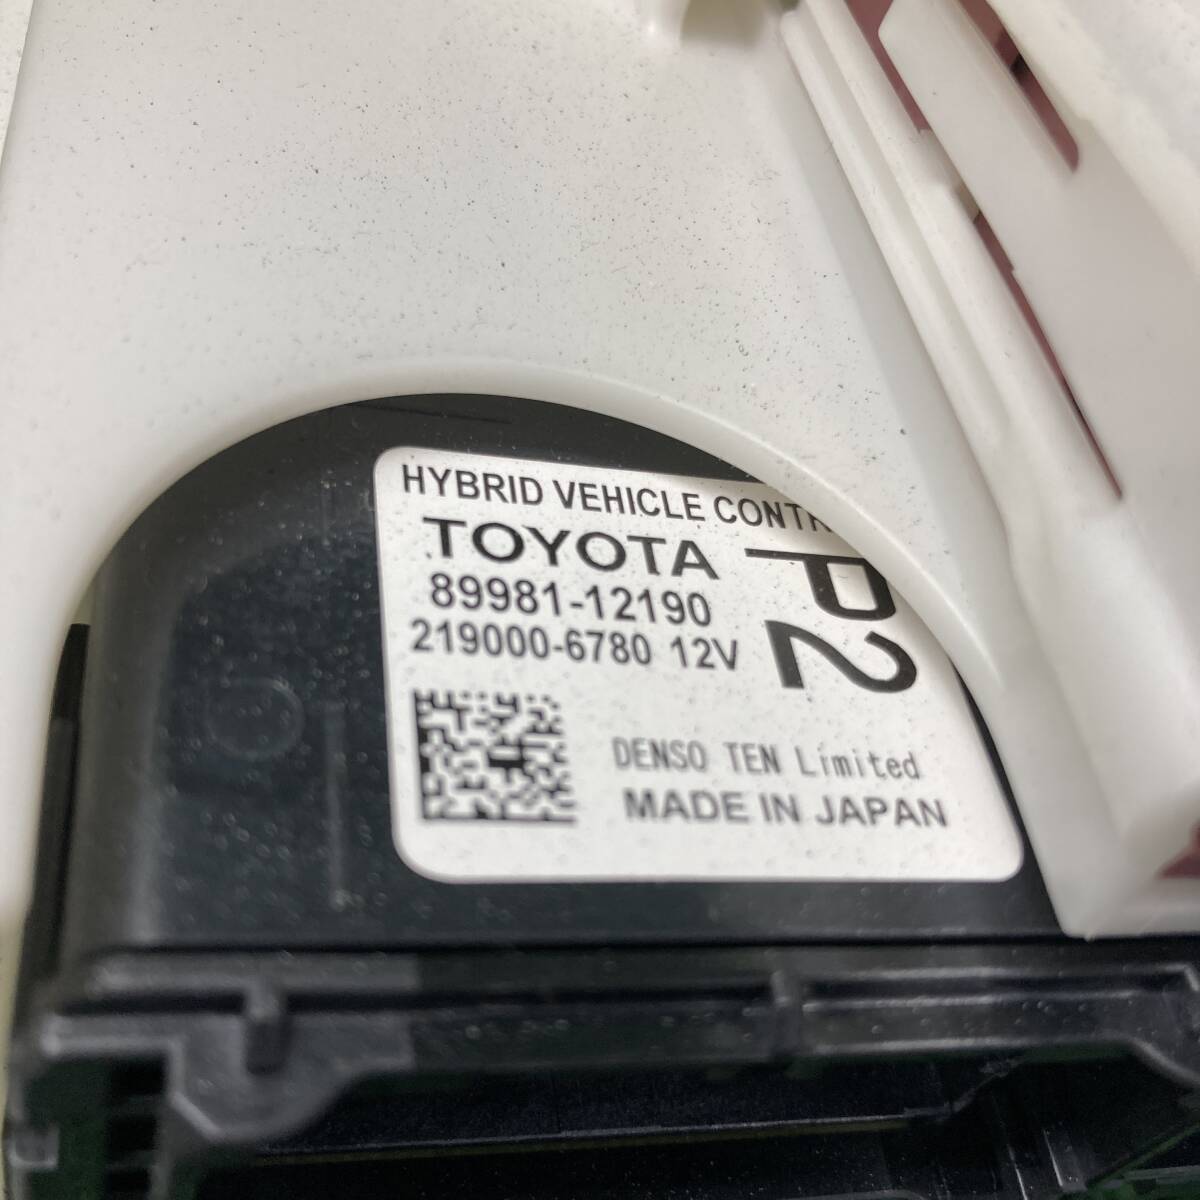 HYBRID VEHICLE CONTR
TOYOTA
89981-12190
219000-6780 12V
P2
DENSO TEN Limited
MADE IN JAPAN